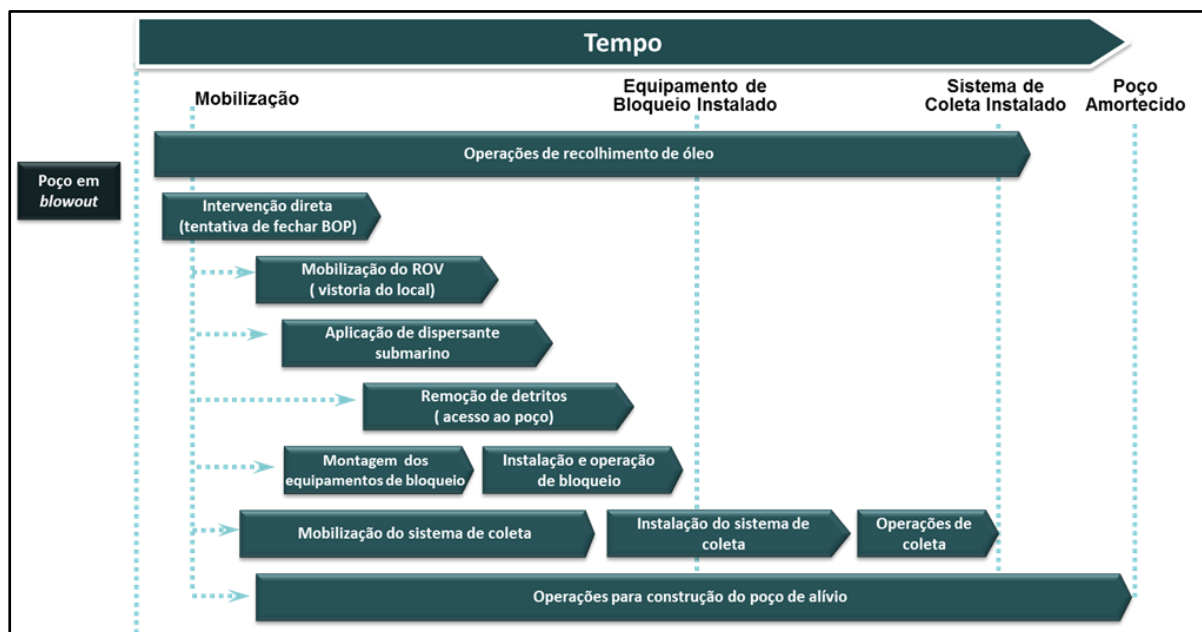 Tempo
Mobilização
Equipamento de
Bloqueio Instalado
Sistema de
Coleta Instalado
Poço
Amortecido
Operações de recolhimento de óleo
Poço em
blowout
Intervenção direta
(tentativa de fechar BOP)
Mobilização do ROV
( vistoria do local)
Aplicação de dispersante
submarino
Remoção de detritos
( acesso ao poço)
Montagem dos
equipamentos de bloqueio
Instalação e operação
de bloqueio
Mobilização do sistema de coleta
Instalação do sistema de
coleta
Operações de
coleta
Operações para construção do poço de alívio